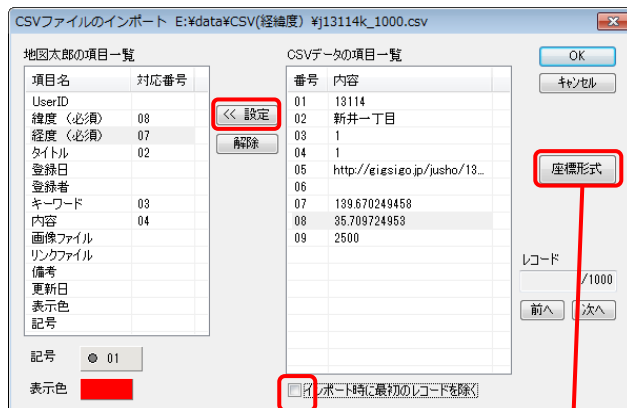 CSVファイルのインポート E:¥data¥CSV(経緯度) ¥j13114k_1000.csv
地図太郎の項目一覧
項目名 対応番号
UserID
緯度 (必須) 08
経度 (必須) 07
タイトル 02
登録日
登録者
キーワード 03
内容 04
画像ファイル
リンクファイル
備考
更新日
表示色
記号
記号 01
表示色
<< 設定
解除
CSVデータの項目一覧
番号 内容
01 13114
02 新井一丁目
03 1
04 1
05 http://gigsigo.jp/jusho/13...
06
07 139.670249458
08 35.709724953
09 2500
インポート時に最初のレコードを除く
OK
キャンセル
座標形式
レコード
/1000
前へ 次へ